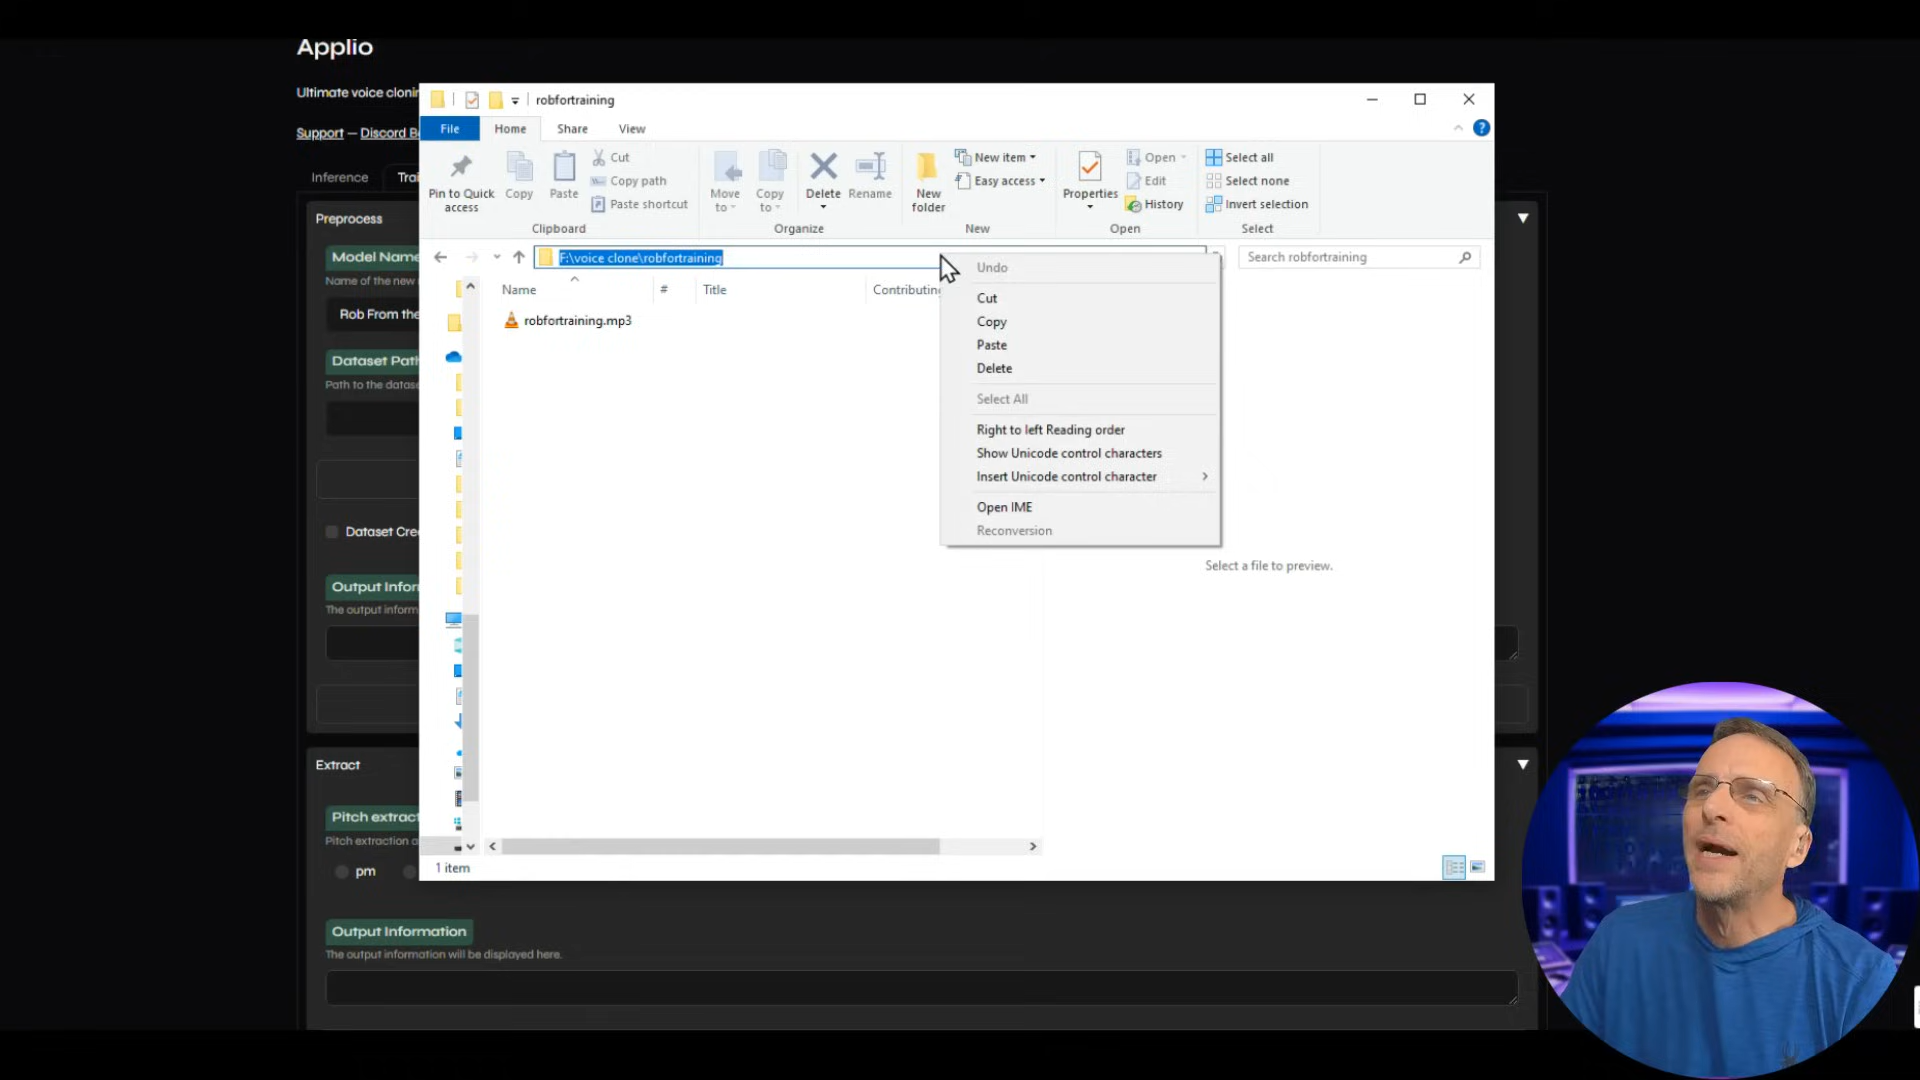 Applio
Ultimate voice clonin
Support — Discord B
Inference
Trai
robfortraining
File
Home
Share
View
Pin to Quick access
Copy
Paste
Cut
Copy path
Paste shortcut
Move to
Copy to
Delete
Rename
New folder
New item
Easy access
Properties
Open
Edit
History
Select all
Select none
Invert selection
Clipboard
Organize
New
Open
Select
F:\voice clone\robfortraining
Search robfortraining
Name
#
Title
Contributing
robfortraining.mp3
Undo
Cut
Copy
Paste
Delete
Select All
Right to left Reading order
Show Unicode control characters
Insert Unicode control character
Open IME
Reconversion
Select a file to preview.
1 item
Preprocess
Model Name
Name of the new
Rob From the
Dataset Path
Path to the datase
Dataset Cre
Output Infor
The output inform
Extract
Pitch extract
Pitch extraction a
pm
Output Information
The output information will be displayed here.